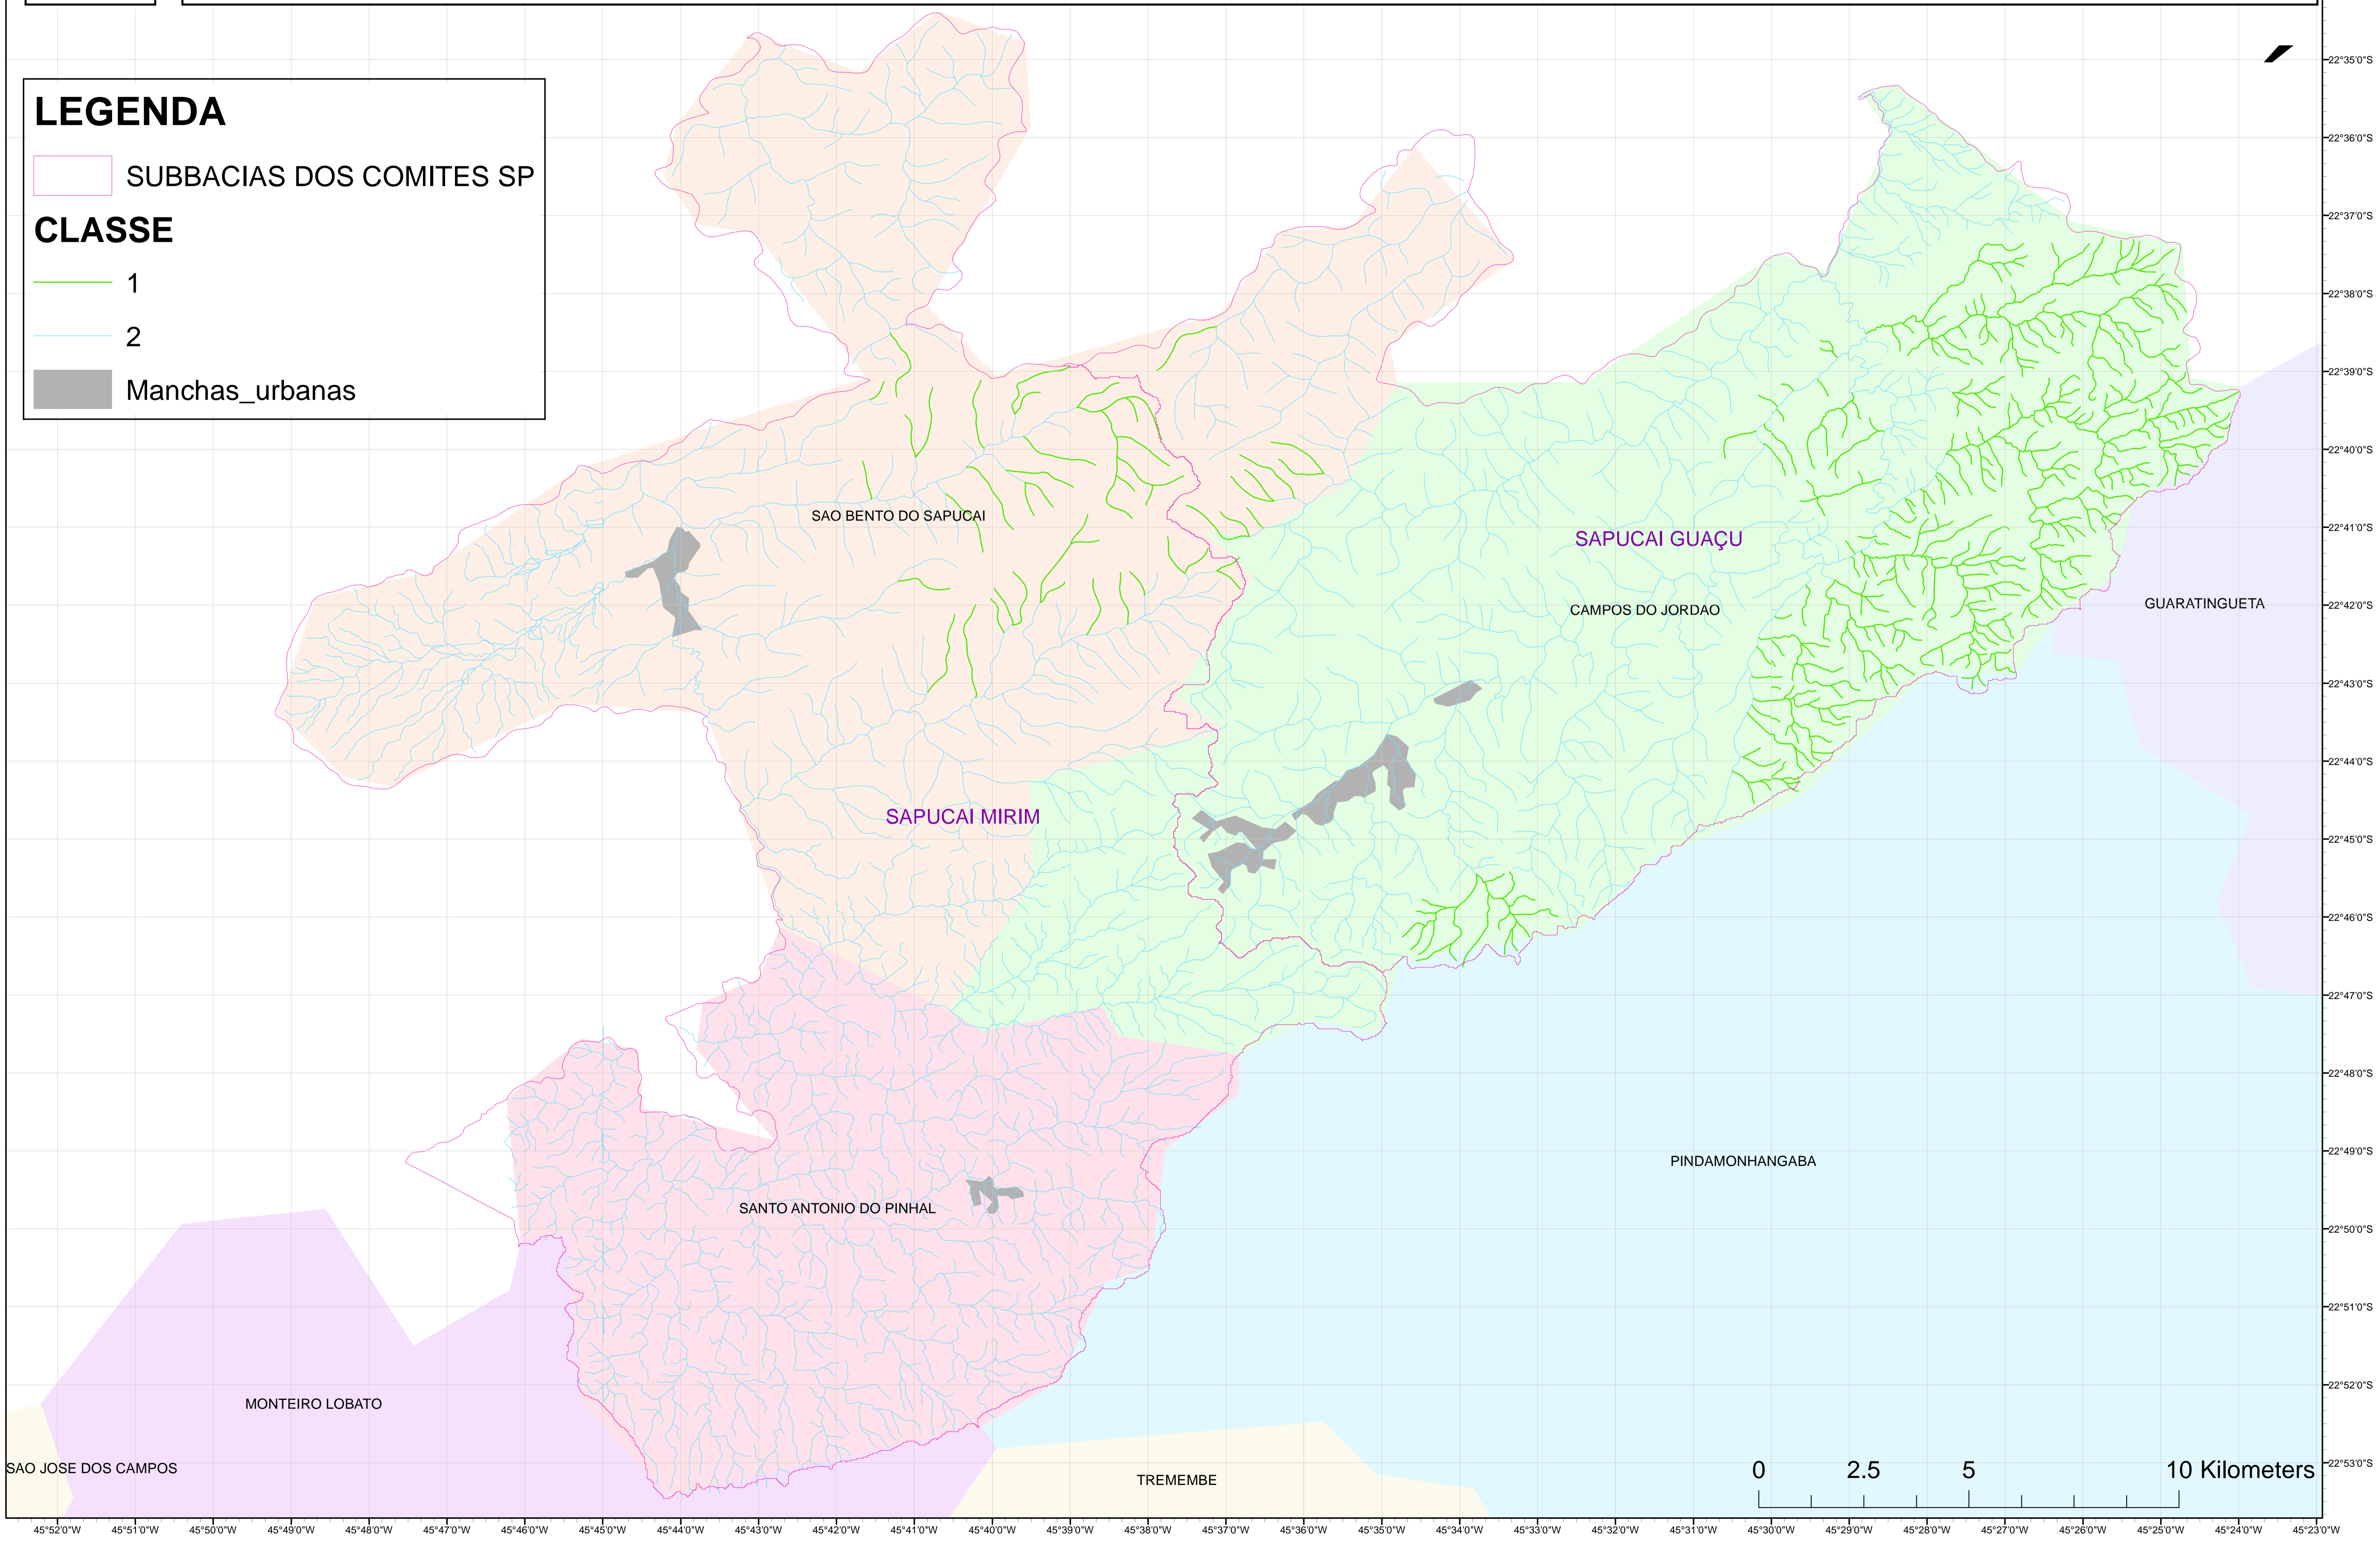 LEGENDA
SUBBACIAS DOS COMITES SP
CLASSE
1
2
Manchas_urbanas
SAO BENTO DO SAPUCAI
SAPUCAI GUAÇU
CAMPOS DO JORDAO
GUARATINGUETA
SAPUCAI MIRIM
PINDAMONHANGABA
SANTO ANTONIO DO PINHAL
MONTEIRO LOBATO
SAO JOSE DOS CAMPOS
TREMEMBE
0 2.5 5 10 Kilometers
22°35'0"S
22°36'0"S
22°37'0"S
22°38'0"S
22°39'0"S
22°40'0"S
22°41'0"S
22°42'0"S
22°43'0"S
22°44'0"S
22°45'0"S
22°46'0"S
22°47'0"S
22°48'0"S
22°49'0"S
22°50'0"S
22°51'0"S
22°52'0"S
22°53'0"S
45°52'0"W 45°51'0"W 45°50'0"W 45°49'0"W 45°48'0"W 45°47'0"W 45°46'0"W 45°45'0"W 45°44'0"W 45°43'0"W 45°42'0"W 45°41'0"W 45°40'0"W 45°39'0"W 45°38'0"W 45°37'0"W 45°36'0"W 45°35'0"W 45°34'0"W 45°33'0"W 45°32'0"W 45°31'0"W 45°30'0"W 45°29'0"W 45°28'0"W 45°27'0"W 45°26'0"W 45°25'0"W 45°24'0"W 45°23'0"W